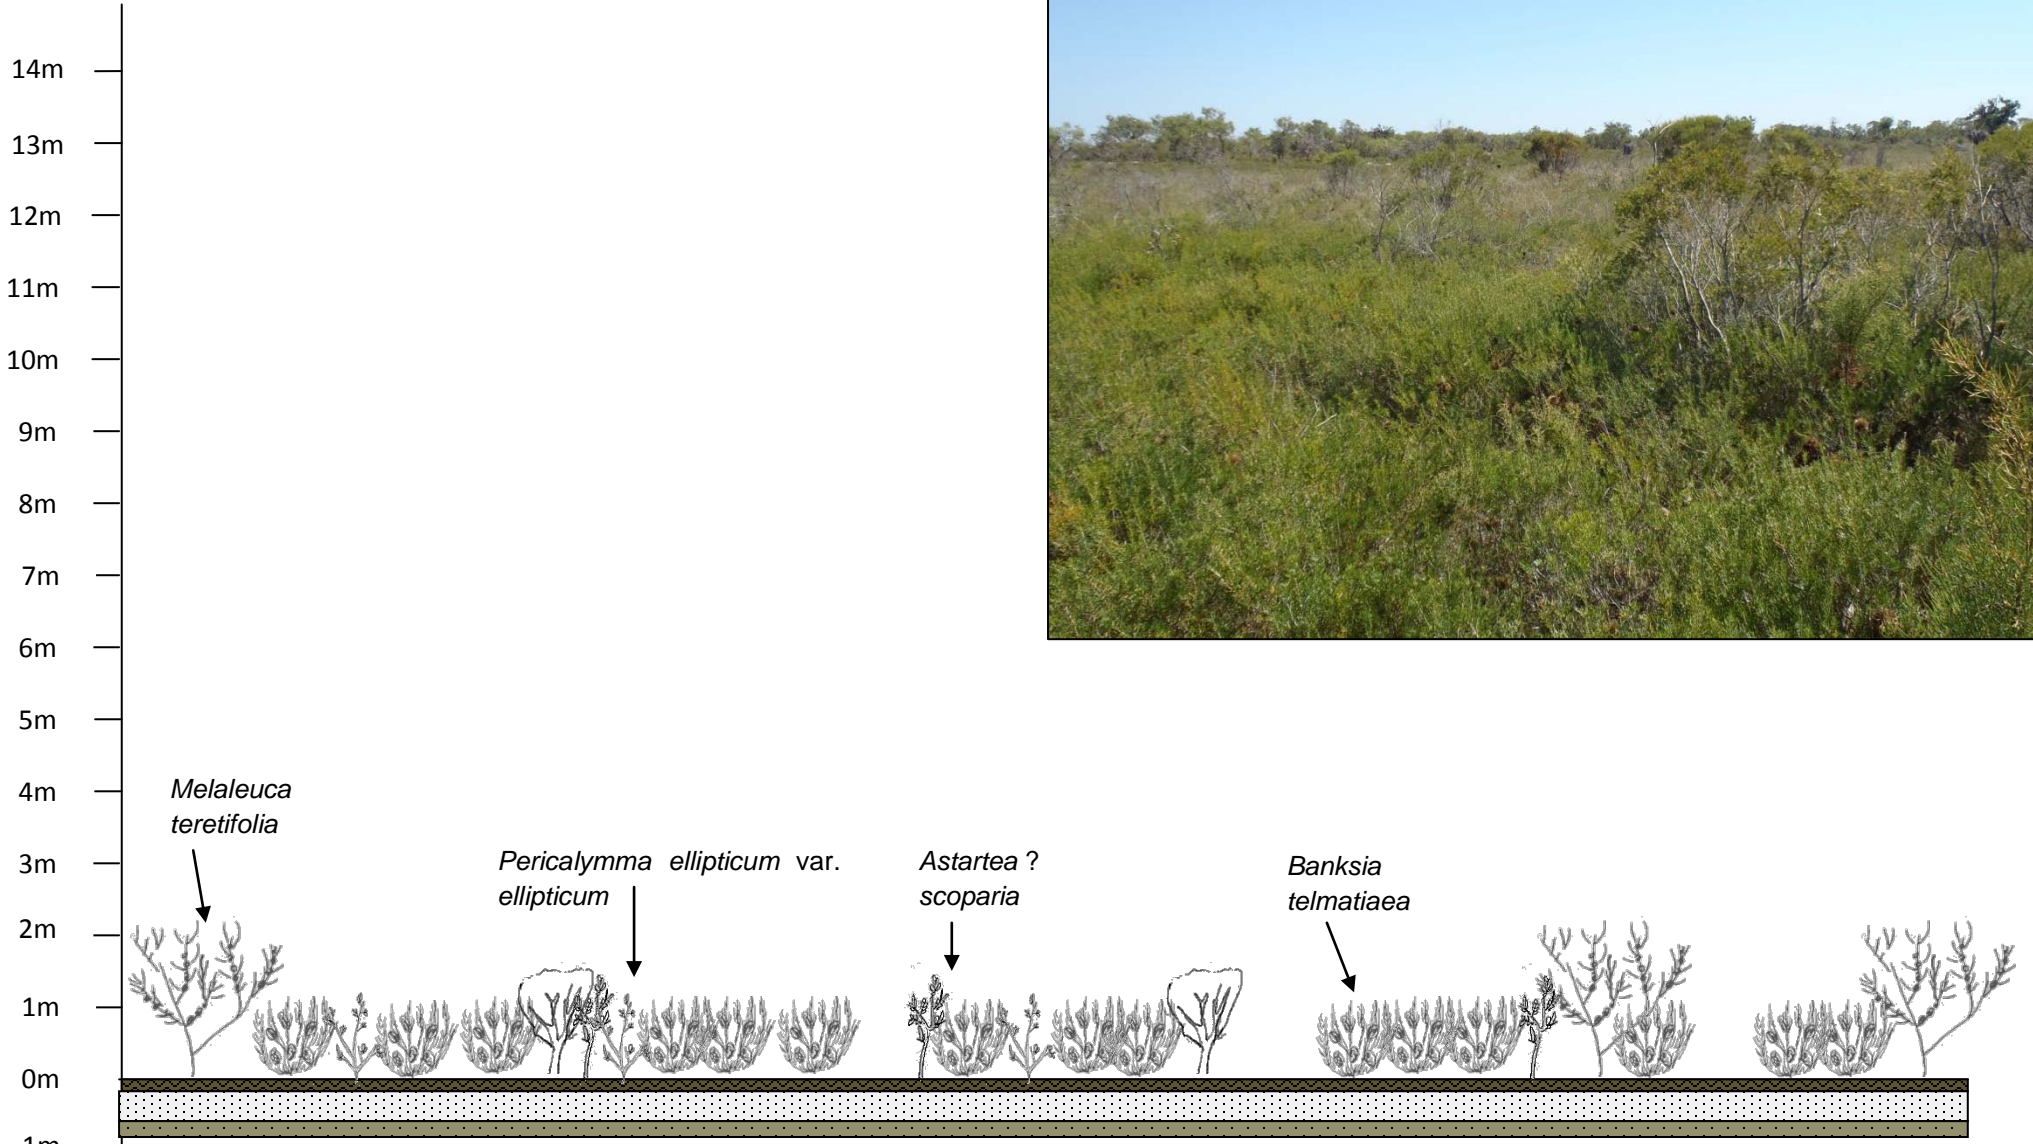 14m
13m
12m
11m
10m
9m
8m
7m
6m
5m
4m
3m
2m
1m
0m
1m
Melaleuca
teretifolia
Pericalymma ellipticum var.
ellipticum
Astartea ?
scoparia
Banksia
telmatiaea